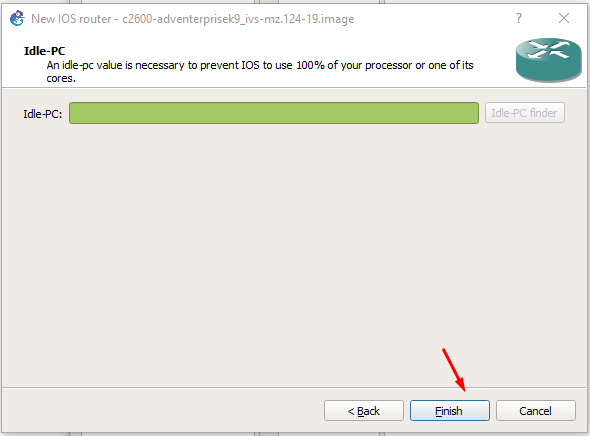 New IOS router - c2600-adventerprisek9_ivs-mz.124-19.image
?
Idle-PC
An idle-pc value is necessary to prevent IOS to use 100% of your processor or one of its
cores.
Idle-PC:
Idle-PC finder
< Back
Finish
Cancel